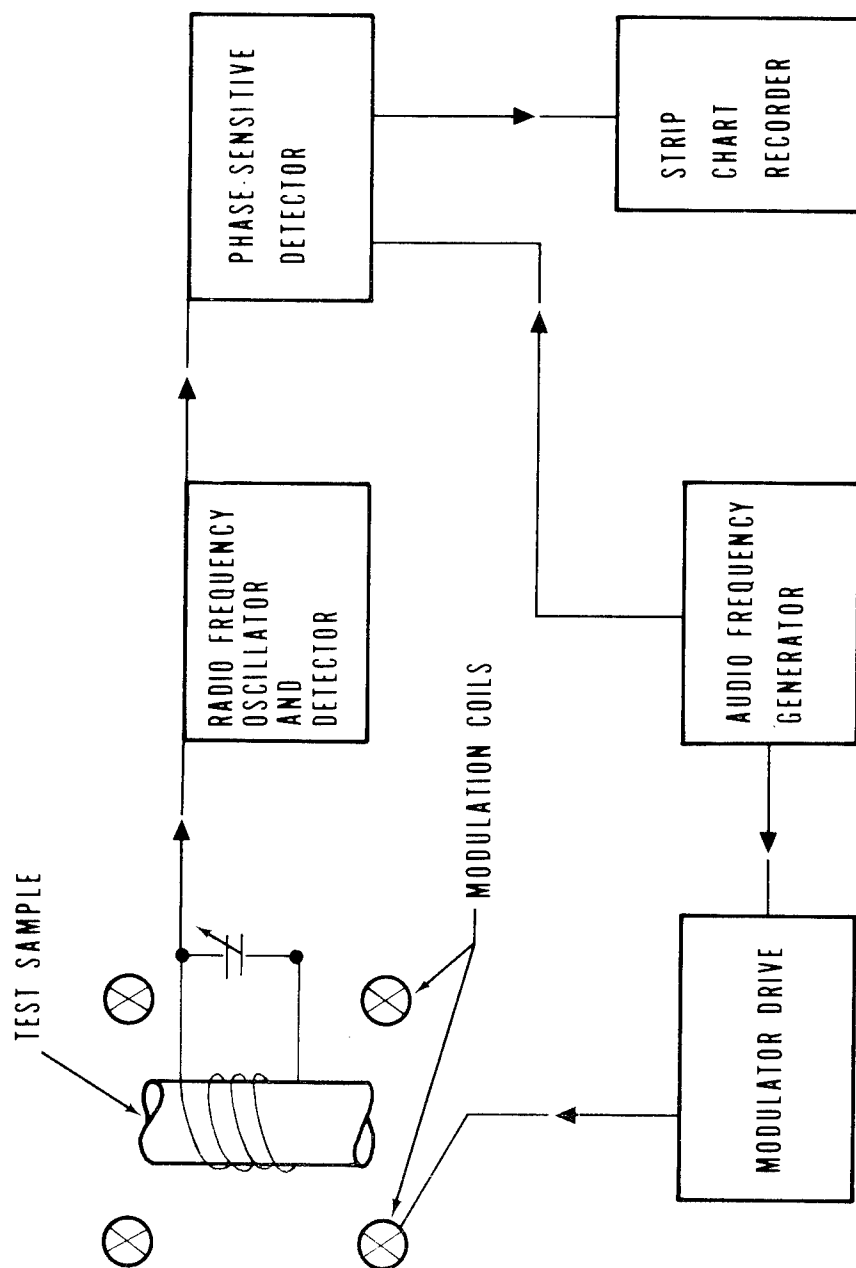 TEST SAMPLE
RADIO FREQUENCY
OSCILLATOR
AND
DETECTOR
PHASE-SENSITIVE
DETECTOR
MODULATION COILS
MODULATOR DRIVE
AUDIO FREQUENCY
GENERATOR
STRIP
CHART
RECORDER